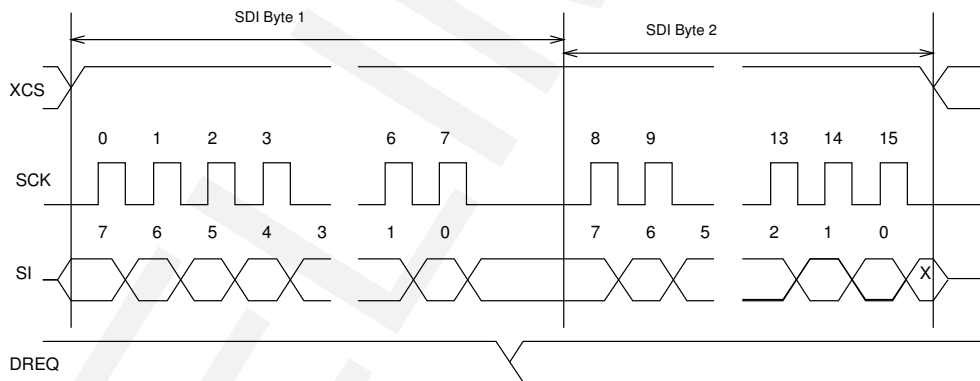 SDI Byte 1
SDI Byte 2
XCS
0 1 2 3 6 7 8 9 13 14 15
SCK
7 6 5 4 3 1 0 7 6 5 2 1 0
SI
X
DREQ